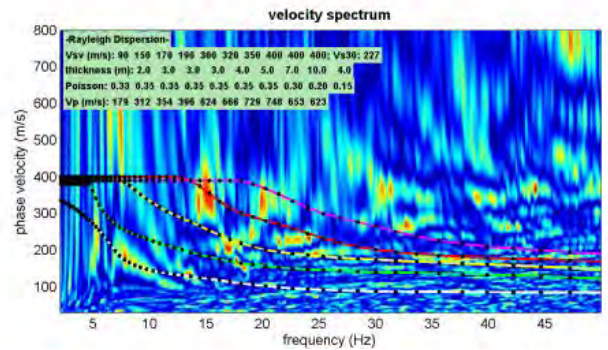 velocity spectrum
-Rayleigh Dispersion-
Vsv (m/s): 90 150 170 190 300 320 350 400 400 400; Vs30: 227
thickness (m): 2.0 3.0 3.0 3.0 4.0 5.0 7.0 10.0 4.0
Poisson: 0.33 0.35 0.35 0.35 0.35 0.35 0.35 0.30 0.20 0.15
Vp (m/s): 179 312 354 396 624 666 729 748 653 623
phase velocity (m/s)
800
700
600
500
400
300
200
100
5 10 15 20 25 30 35 40 45
frequency (Hz)